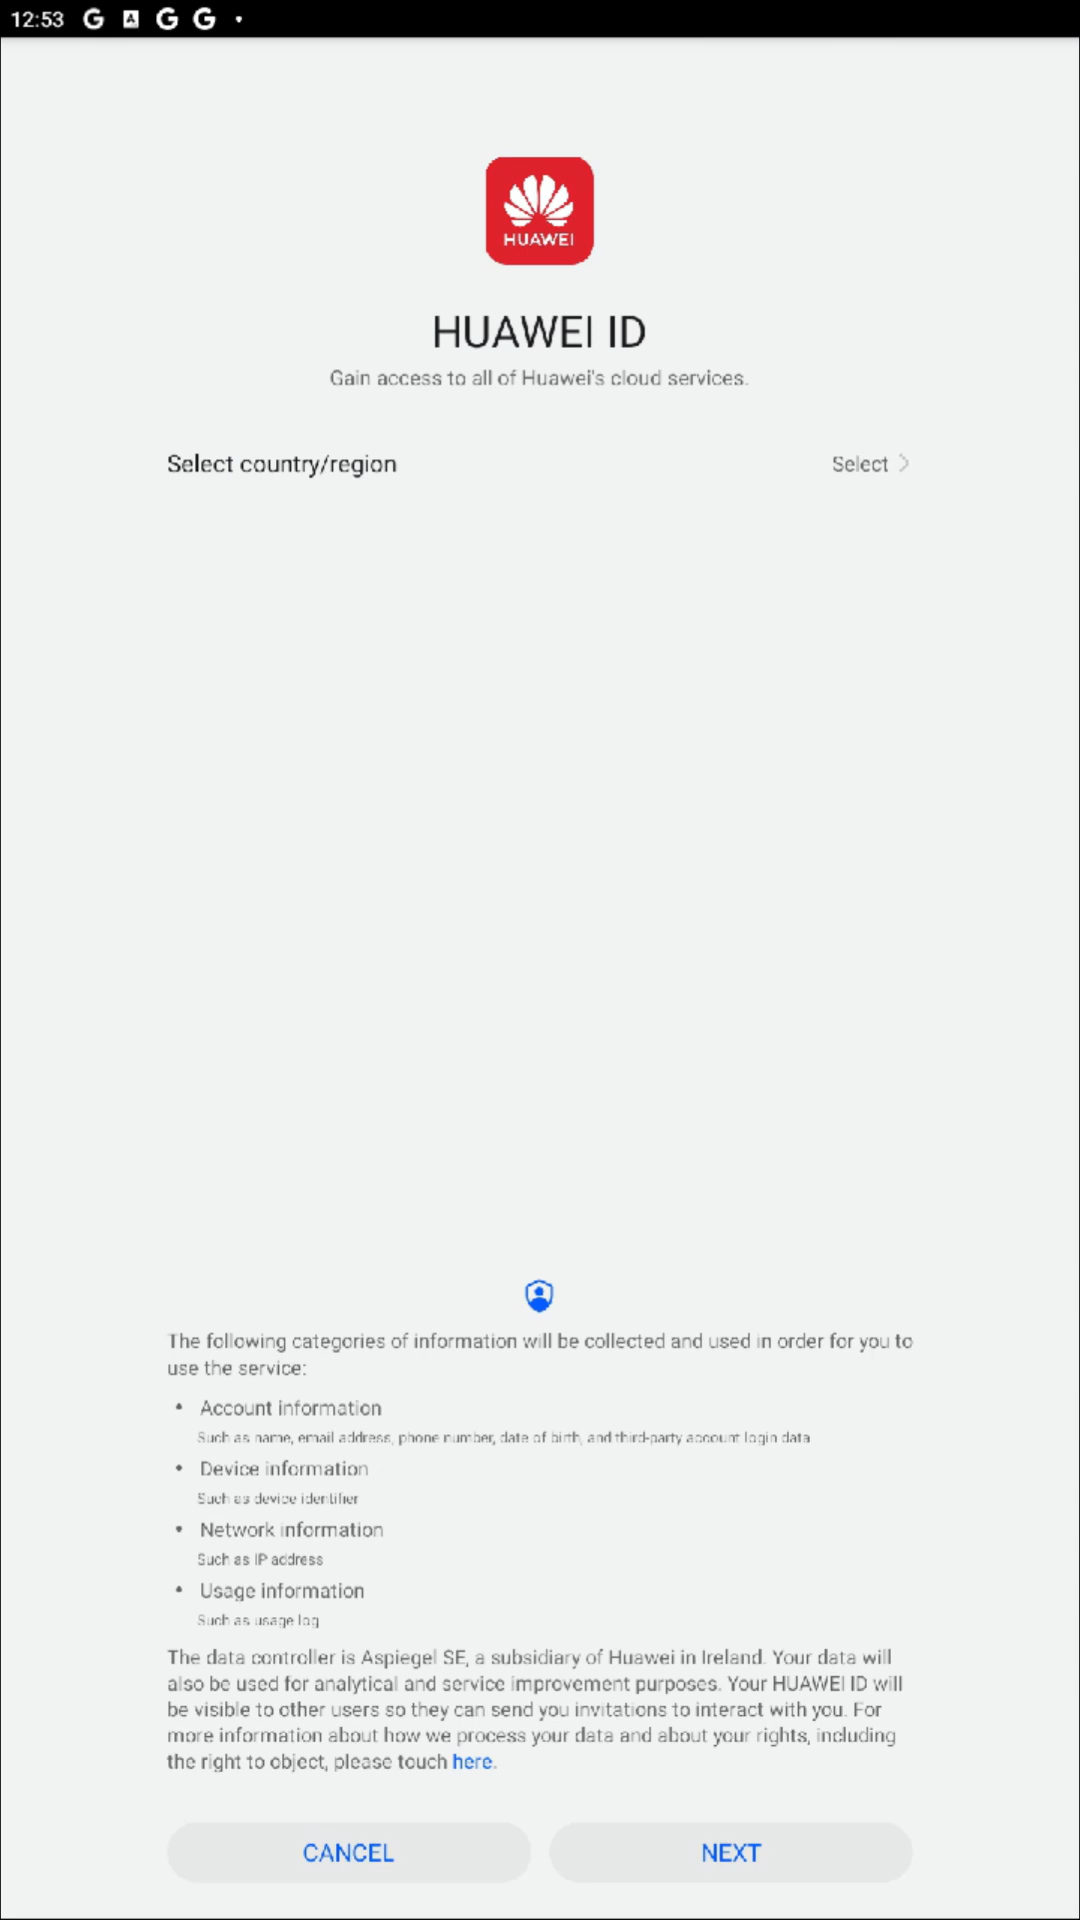 12:53
HUAWEI
HUAWEI ID
Gain access to all of Huawei's cloud services.
Select country/region Select
The following categories of information will be collected and used in order for you to
use the service:
• Account information
Such as name, email address, phone number, date of birth, and third-party account login data
• Device information
Such as device identifier
• Network information
Such as IP address
• Usage information
Such as usage log
The data controller is Aspiegel SE, a subsidiary of Huawei in Ireland. Your data will
also be used for analytical and service improvement purposes. Your HUAWEI ID will
be visible to other users so they can send you invitations to interact with you. For
more information about how we process your data and about your rights, including
the right to object, please touch here.
CANCEL NEXT